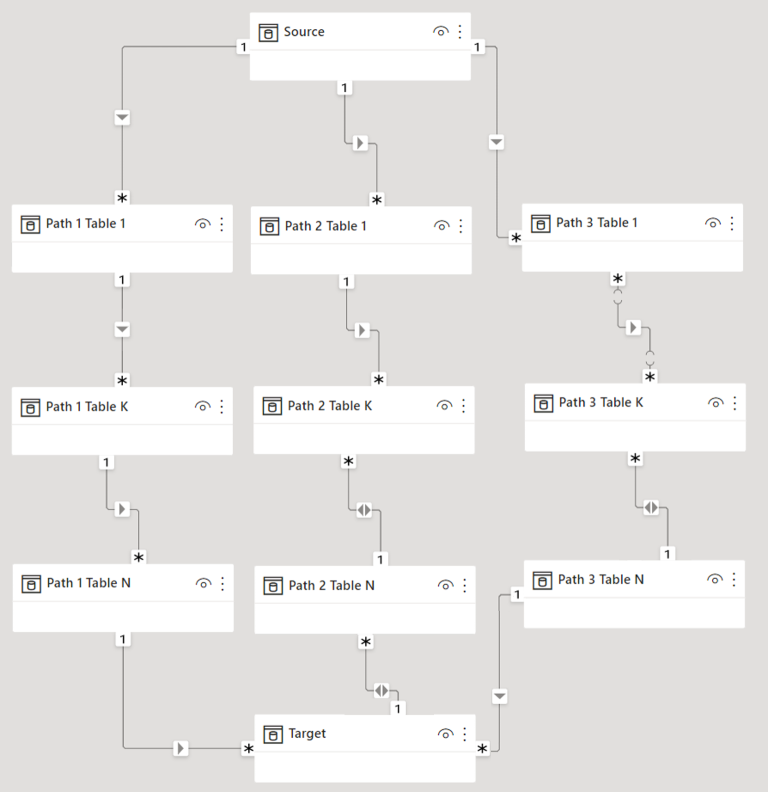 Source
1
1
1
*
*
Path 1 Table 1
Path 2 Table 1
Path 3 Table 1
*
1
1
*
*
*
*
Path 1 Table K
Path 2 Table K
Path 3 Table K
1
*
*
*
1
1
Path 1 Table N
Path 2 Table N
Path 3 Table N
1
1
*
1
Target
*
*